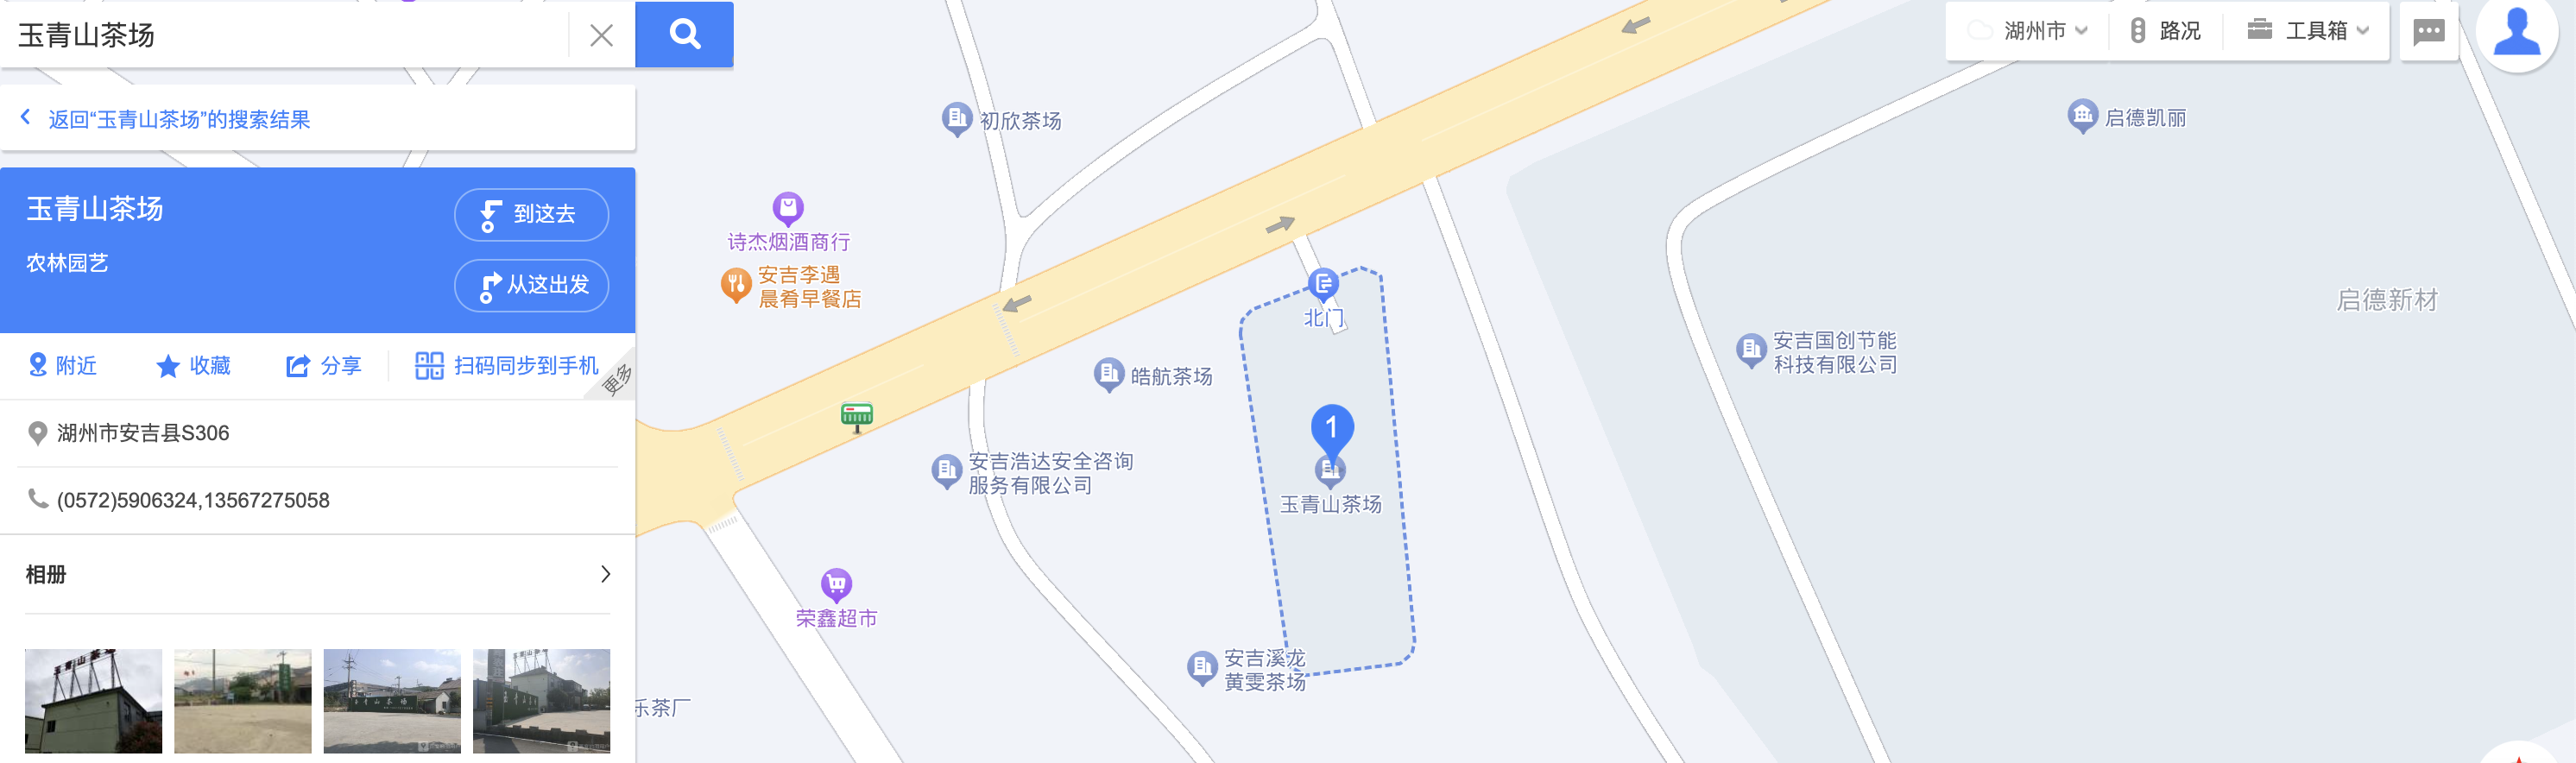 玉青山茶场
返回“玉青山茶场”的搜索结果
玉青山茶场
农林园艺
到这去
从这出发
附近
收藏
分享
扫码同步到手机
更多
湖州市安吉县S306
(0572)5906324,13567275058
相册
湖州市
路况
工具箱
初欣茶场
启德凯丽
诗杰烟酒商行
安吉李遇
晨肴早餐店
北门
启德新材
安吉国创节能
科技有限公司
皓航茶场
1
玉青山茶场
安吉浩达安全咨询
服务有限公司
荣鑫超市
安吉溪龙
黄雯茶场
乐茶厂